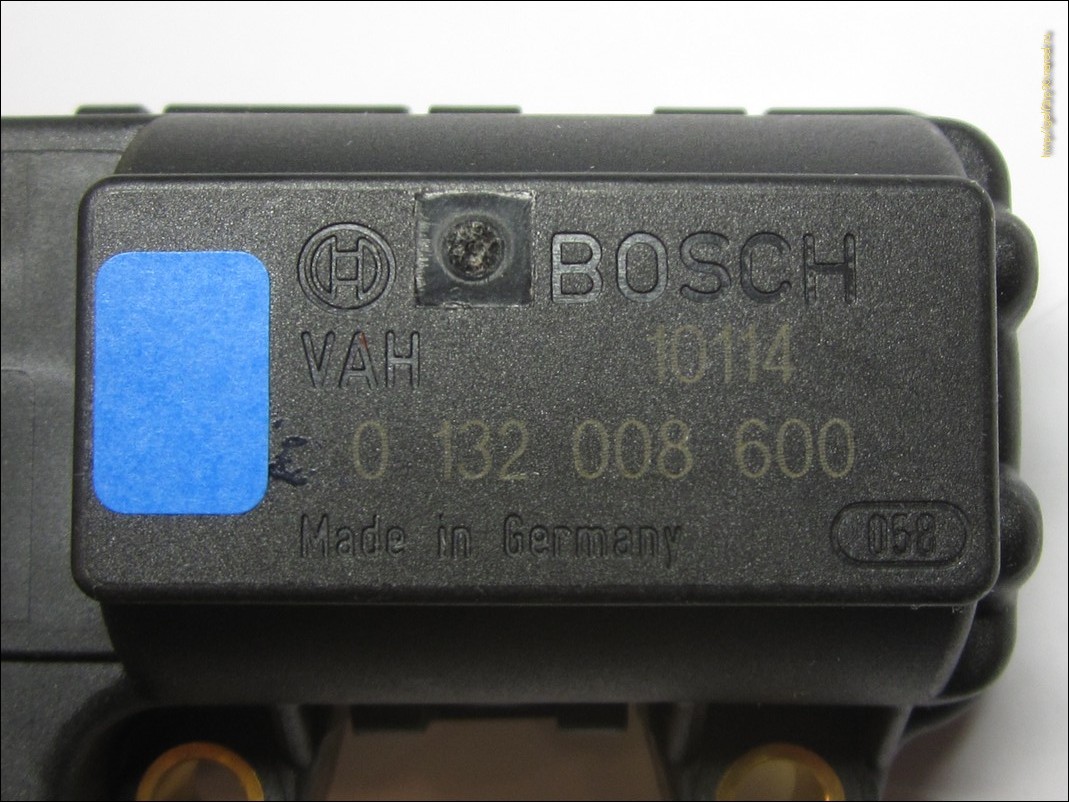 BOSCH
VAH 10114
0 132 008 600
Made in Germany
058